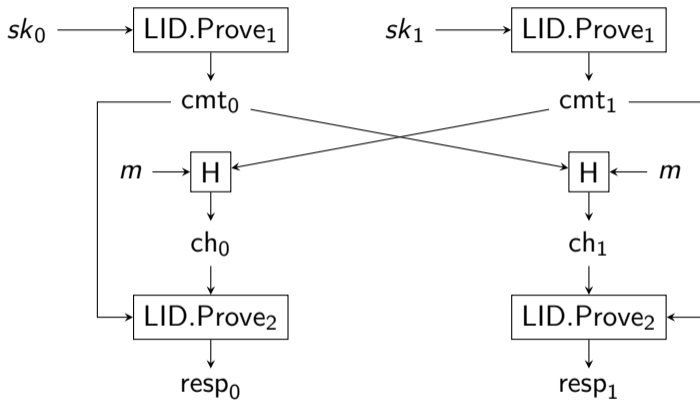 sk₀ LID.Prove₁ sk₁ LID.Prove₁
cmt₀ cmt₁
m H H m
ch₀ ch₁
LID.Prove₂ LID.Prove₂
resp₀ resp₁